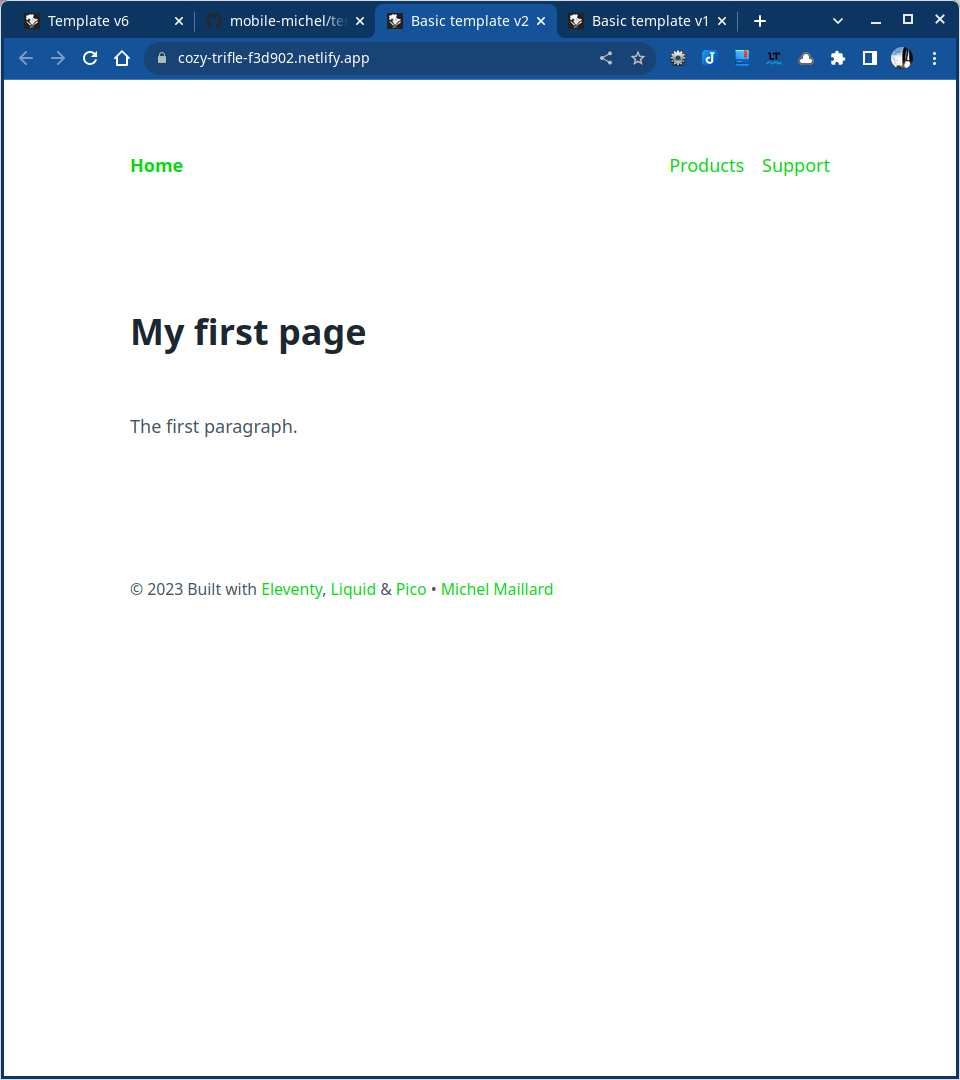 Template v6
mobile-michel/te
Basic template v2
Basic template v1
cozy-trifle-f3d902.netlify.app
LT
Home
Products
Support
My first page
The first paragraph.
© 2023 Built with Eleventy, Liquid & Pico • Michel Maillard